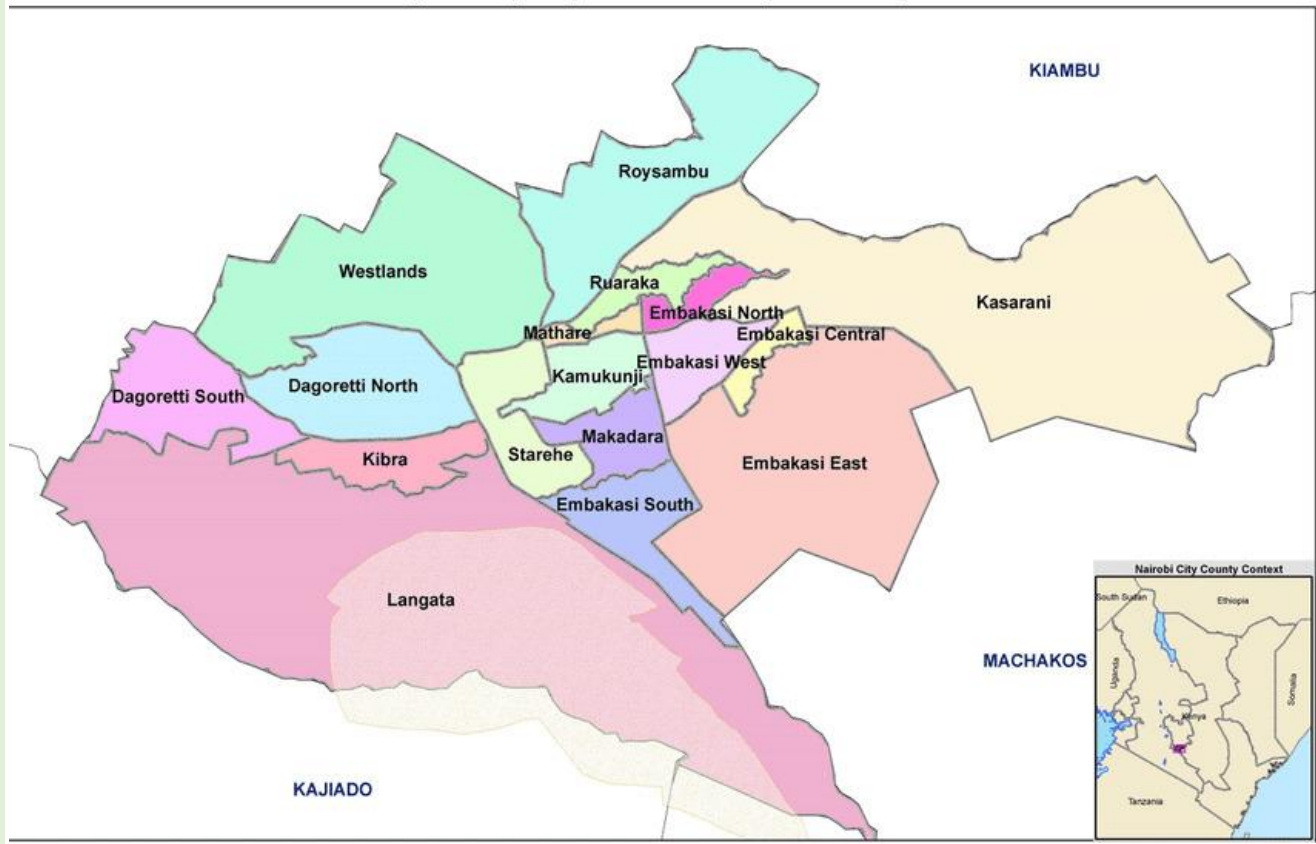 KIAMBU
Roysambu
Westlands
Ruaraka
Kasarani
Embakasi North
Mathare
Embakasi Central
Embakasi West
Kamukunji
Dagoretti North
Dagoretti South
Makadara
Starehe
Kibra
Embakasi East
Embakasi South
Langata
MACHAKOS
KAJIADO
Nairobi City County Context
South Sudan
Ethiopia
Uganda
Somalia
Kenya
Tanzania